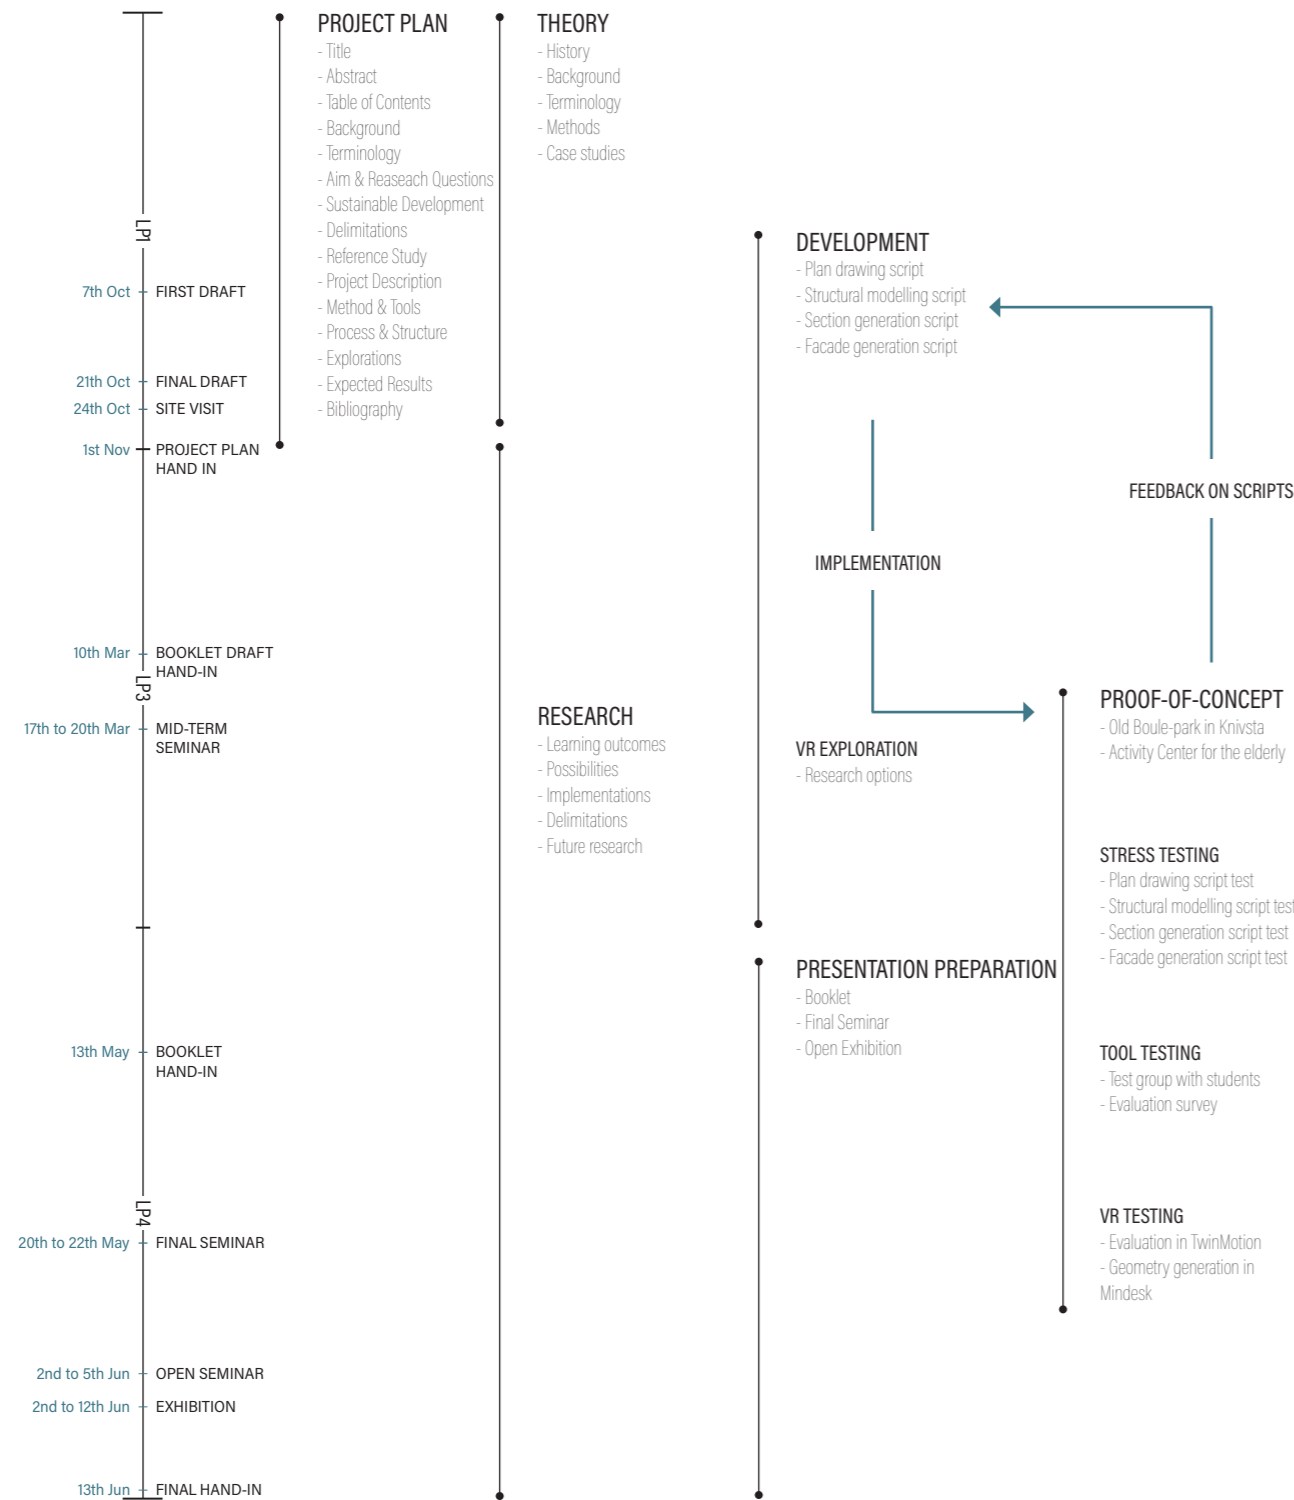 LP1
7th Oct FIRST DRAFT
21th Oct FINAL DRAFT
24th Oct SITE VISIT
1st Nov PROJECT PLAN
HAND IN
10th Mar BOOKLET DRAFT
HAND-IN
LP3
17th to 20th Mar MID-TERM
SEMINAR
13th May BOOKLET
HAND-IN
LP4
20th to 22th May FINAL SEMINAR
2nd to 5th Jun OPEN SEMINAR
2nd to 12th Jun EXHIBITION
13th Jun FINAL HAND-IN
PROJECT PLAN
- Title
- Abstract
- Table of Contents
- Background
- Terminology
- Aim & Reaseach Questions
- Sustainable Development
- Delimitations
- Reference Study
- Project Description
- Method & Tools
- Process & Structure
- Explorations
- Expected Results
- Bibliography
THEORY
- History
- Background
- Terminology
- Methods
- Case studies
RESEARCH
- Learning outcomes
- Possibilities
- Implementations
- Delimitations
- Future research
DEVELOPMENT
- Plan drawing script
- Structural modelling script
- Section generation script
- Facade generation script
IMPLEMENTATION
FEEDBACK ON SCRIPTS
VR EXPLORATION
- Research options
PRESENTATION PREPARATION
- Booklet
- Final Seminar
- Open Exhibition
PROOF-OF-CONCEPT
- Old Boule-park in Knivsta
- Activity Center for the elderly
STRESS TESTING
- Plan drawing script test
- Structural modelling script test
- Section generation script test
- Facade generation script test
TOOL TESTING
- Test group with students
- Evaluation survey
VR TESTING
- Evaluation in TwinMotion
- Geometry generation in
Mindesk